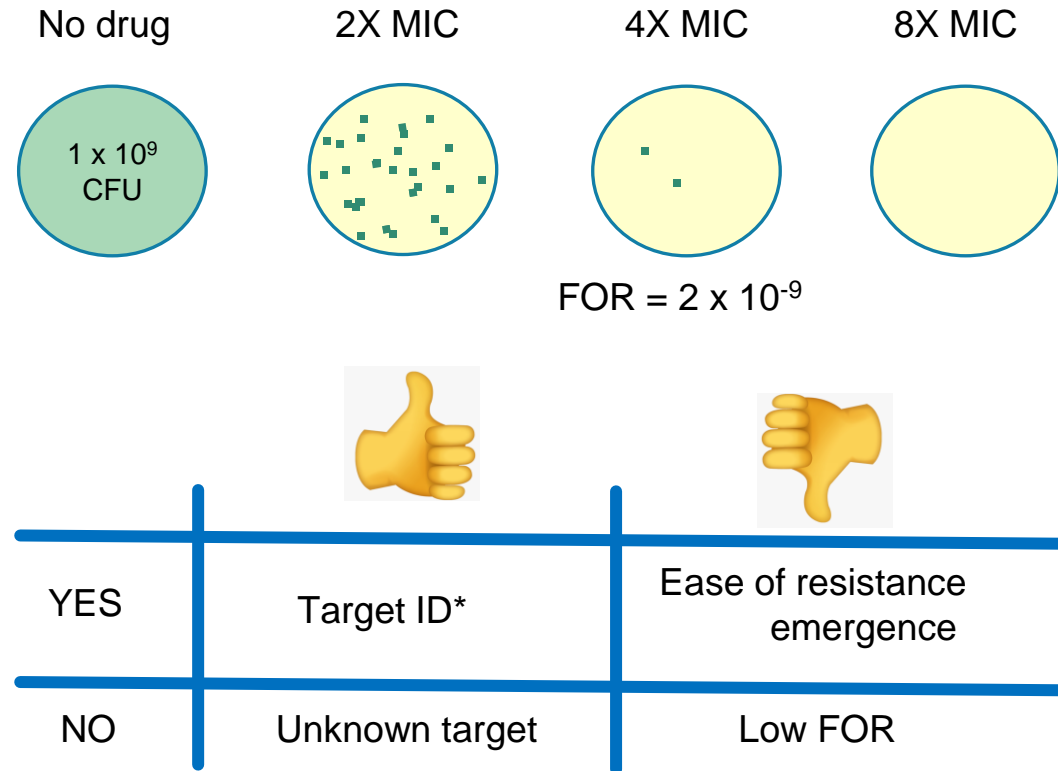 No drug 2X MIC 4X MIC 8X MIC
1 x 10⁹
CFU
FOR = 2 x 10⁻⁹
YES Target ID* Ease of resistance
emergence
NO Unknown target Low FOR